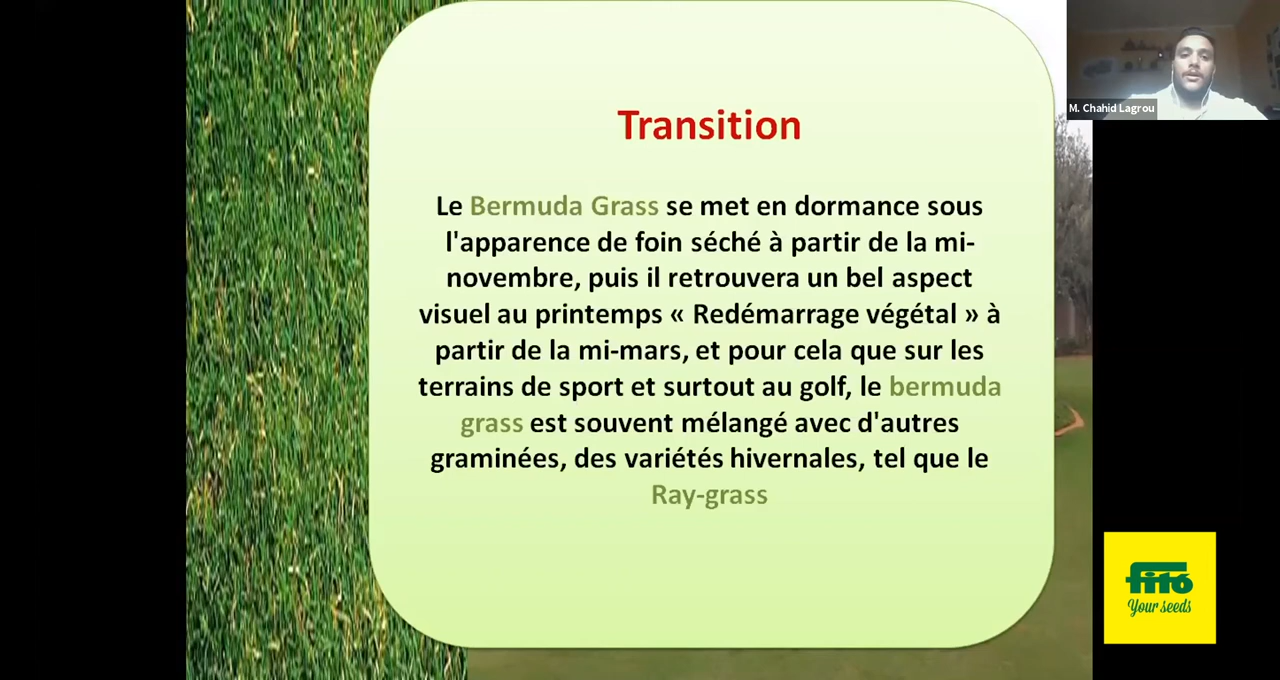 Transition
Le Bermuda Grass se met en dormance sous
l'apparence de foin séché à partir de la mi-
novembre, puis il retrouvera un bel aspect
visuel au printemps « Redémarrage végétal » à
partir de la mi-mars, et pour cela que sur les
terrains de sport et surtout au golf, le bermuda
grass est souvent mélangé avec d'autres
graminées, des variétés hivernales, tel que le
Ray-grass
M. Chahid Lagrou
fitó
Your seeds